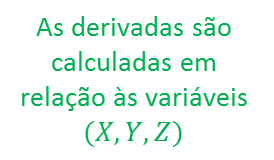 As derivadas são
calculadas em
relação às variáveis
(X, Y, Z)